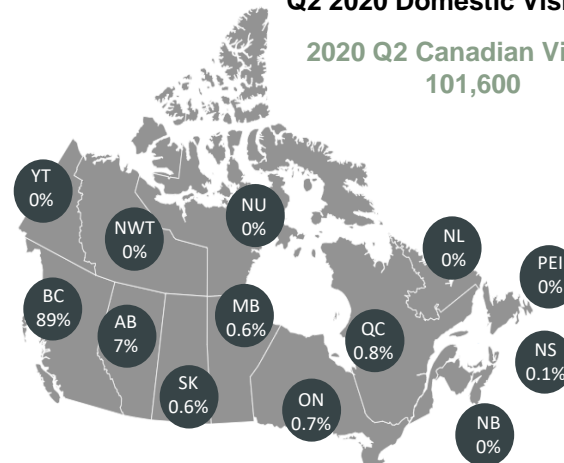 Q2 2020 Domestic Vis
2020 Q2 Canadian Vi
101,600
YT
0%
NWT
0%
NU
0%
NL
0%
PEI
0%
BC
89%
AB
7%
MB
0.6%
QC
0.8%
NS
0.1%
SK
0.6%
ON
0.7%
NB
0%